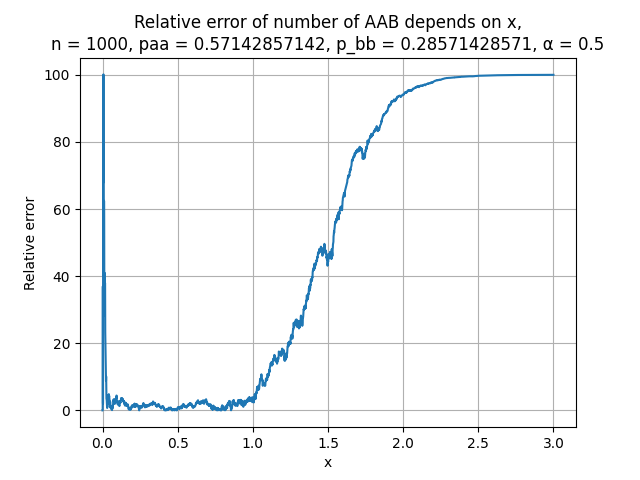 Relative error of number of AAB depends on x,
n = 1000, paa = 0.57142857142, p_bb = 0.28571428571, α = 0.5
100
80
60
40
20
0
Relative error
0.0 0.5 1.0 1.5 2.0 2.5 3.0
x